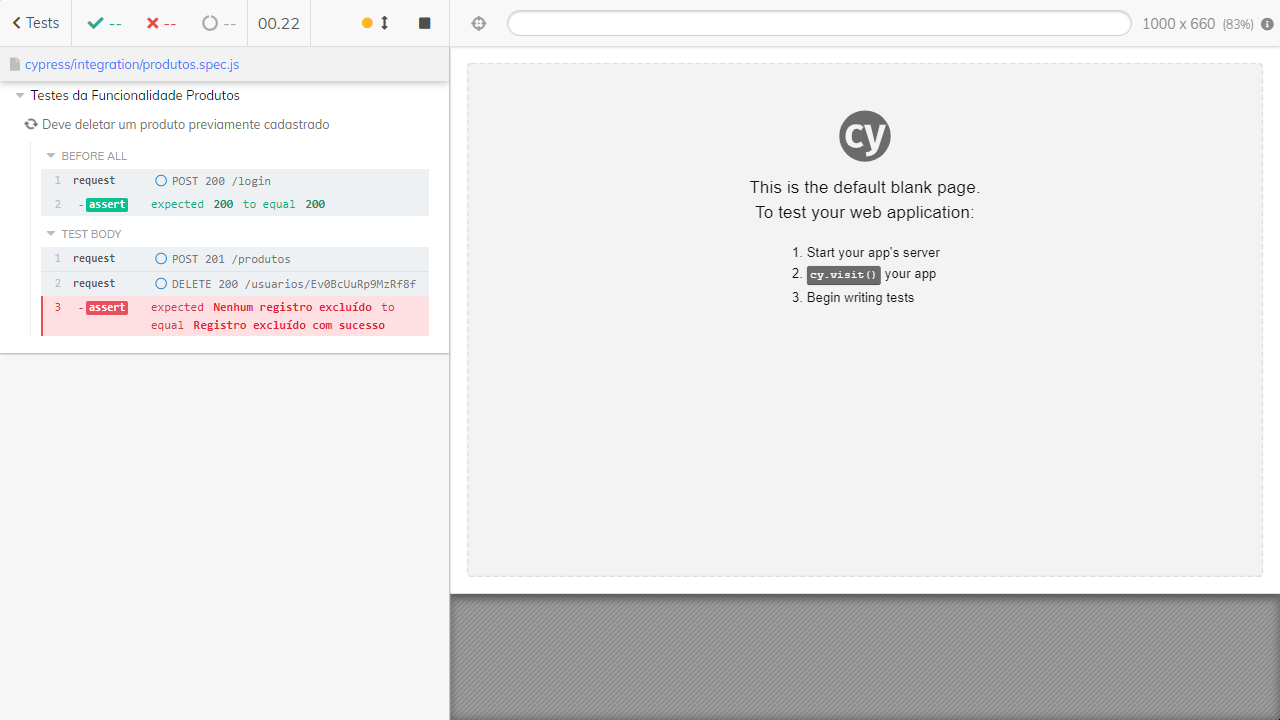 Tests -- -- -- 00.22
1000 x 660 (83%)
cypress/integration/produtos.spec.js
Testes da Funcionalidade Produtos
Deve deletar um produto previamente cadastrado
BEFORE ALL
1 request POST 200 /login
2 -assert expected 200 to equal 200
TEST BODY
1 request POST 201 /produtos
2 request DELETE 200 /usuarios/Ev0BcUuRp9MzRf8f
3 -assert expected Nenhum registro excluído to
equal Registro excluído com sucesso
cy
This is the default blank page.
To test your web application:
1. Start your app's server
2. cy.visit() your app
3. Begin writing tests